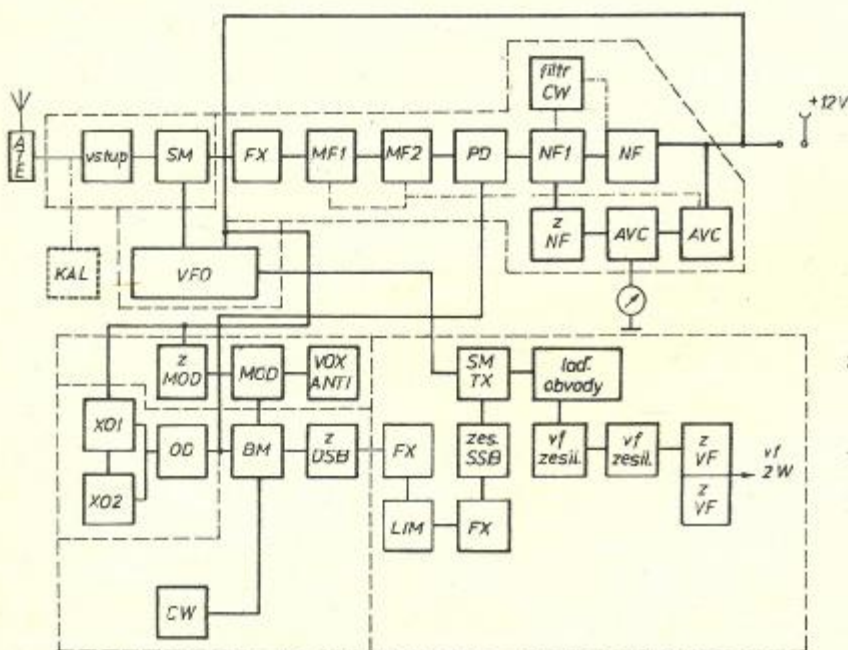 filtr
CW
+12V
ATE
vstup
SM
FX
MF1
MF2
PD
NF1
NF
z
NF
AVC
AVC
KAL
VFO
z
MOD
MOD
VOX
ANTI
SM
TX
laď.
obvody
XO1
OD
BM
z
DSB
FX
zes.
SSB
vf
zesil.
vf
zesil.
z
VF
z
VF
vf
2W
XO2
LIM
FX
CW